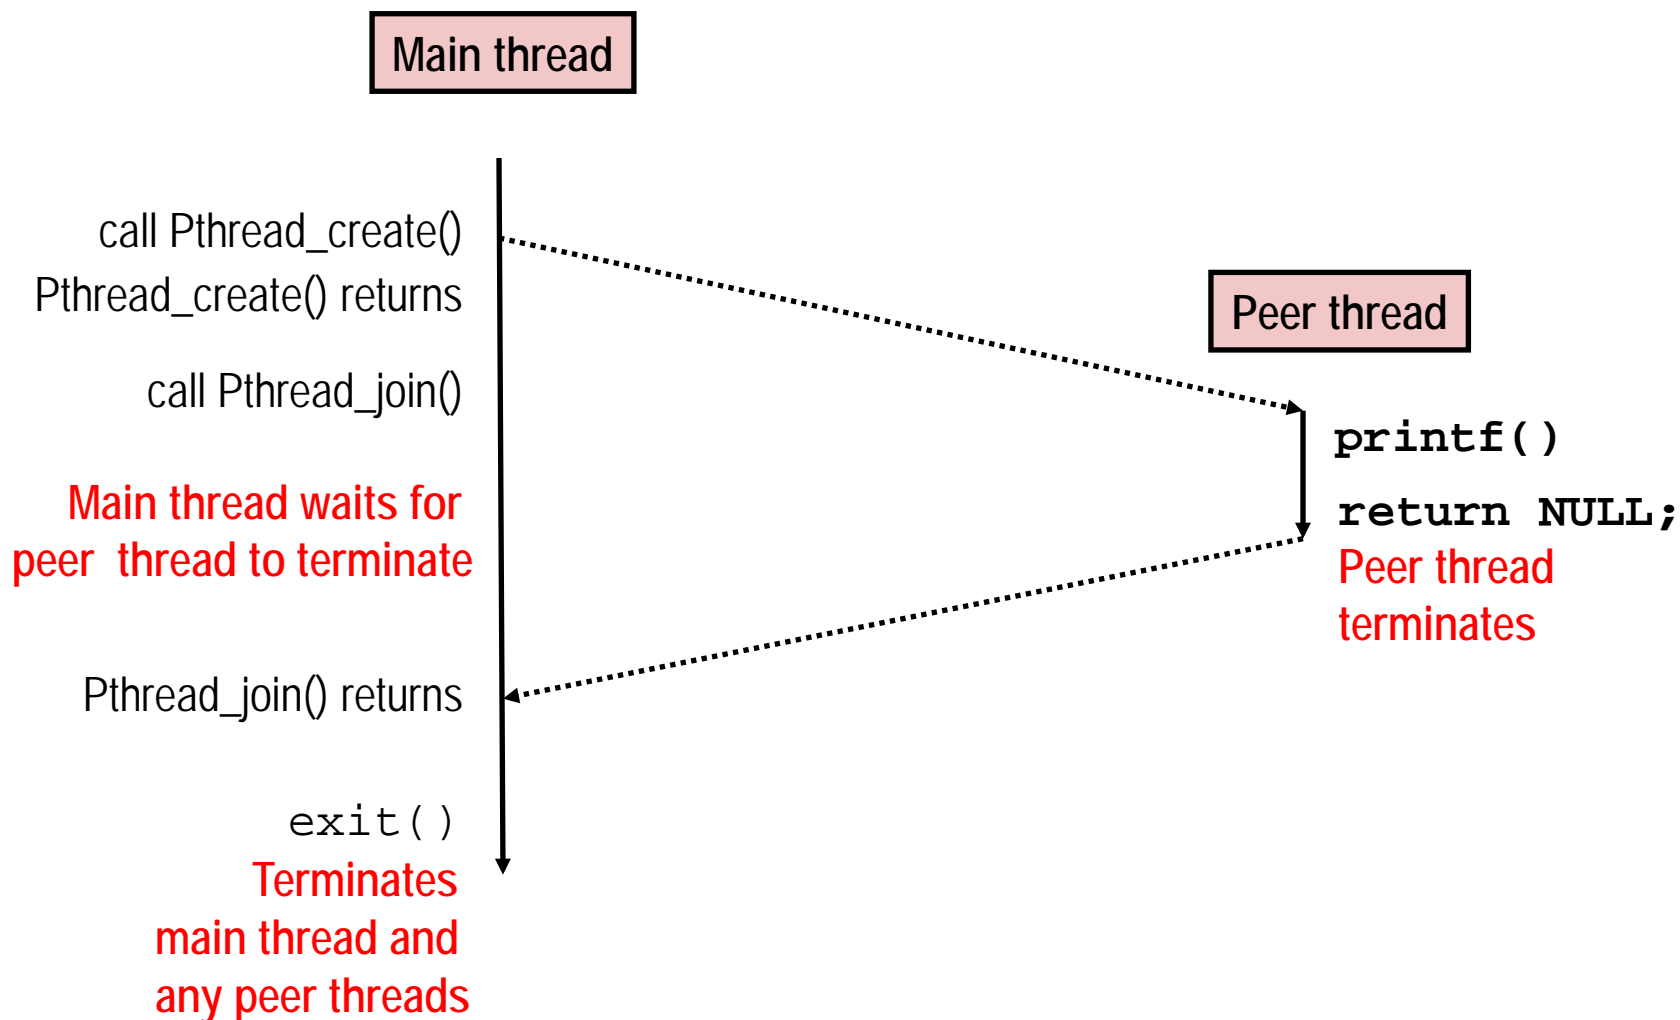 Main thread
call Pthread_create()
Pthread_create() returns
Peer thread
call Pthread_join()
printf()
Main thread waits for
peer  thread to terminate
return NULL;
Peer thread
terminates
Pthread_join() returns
exit()
Terminates
main thread and
any peer threads